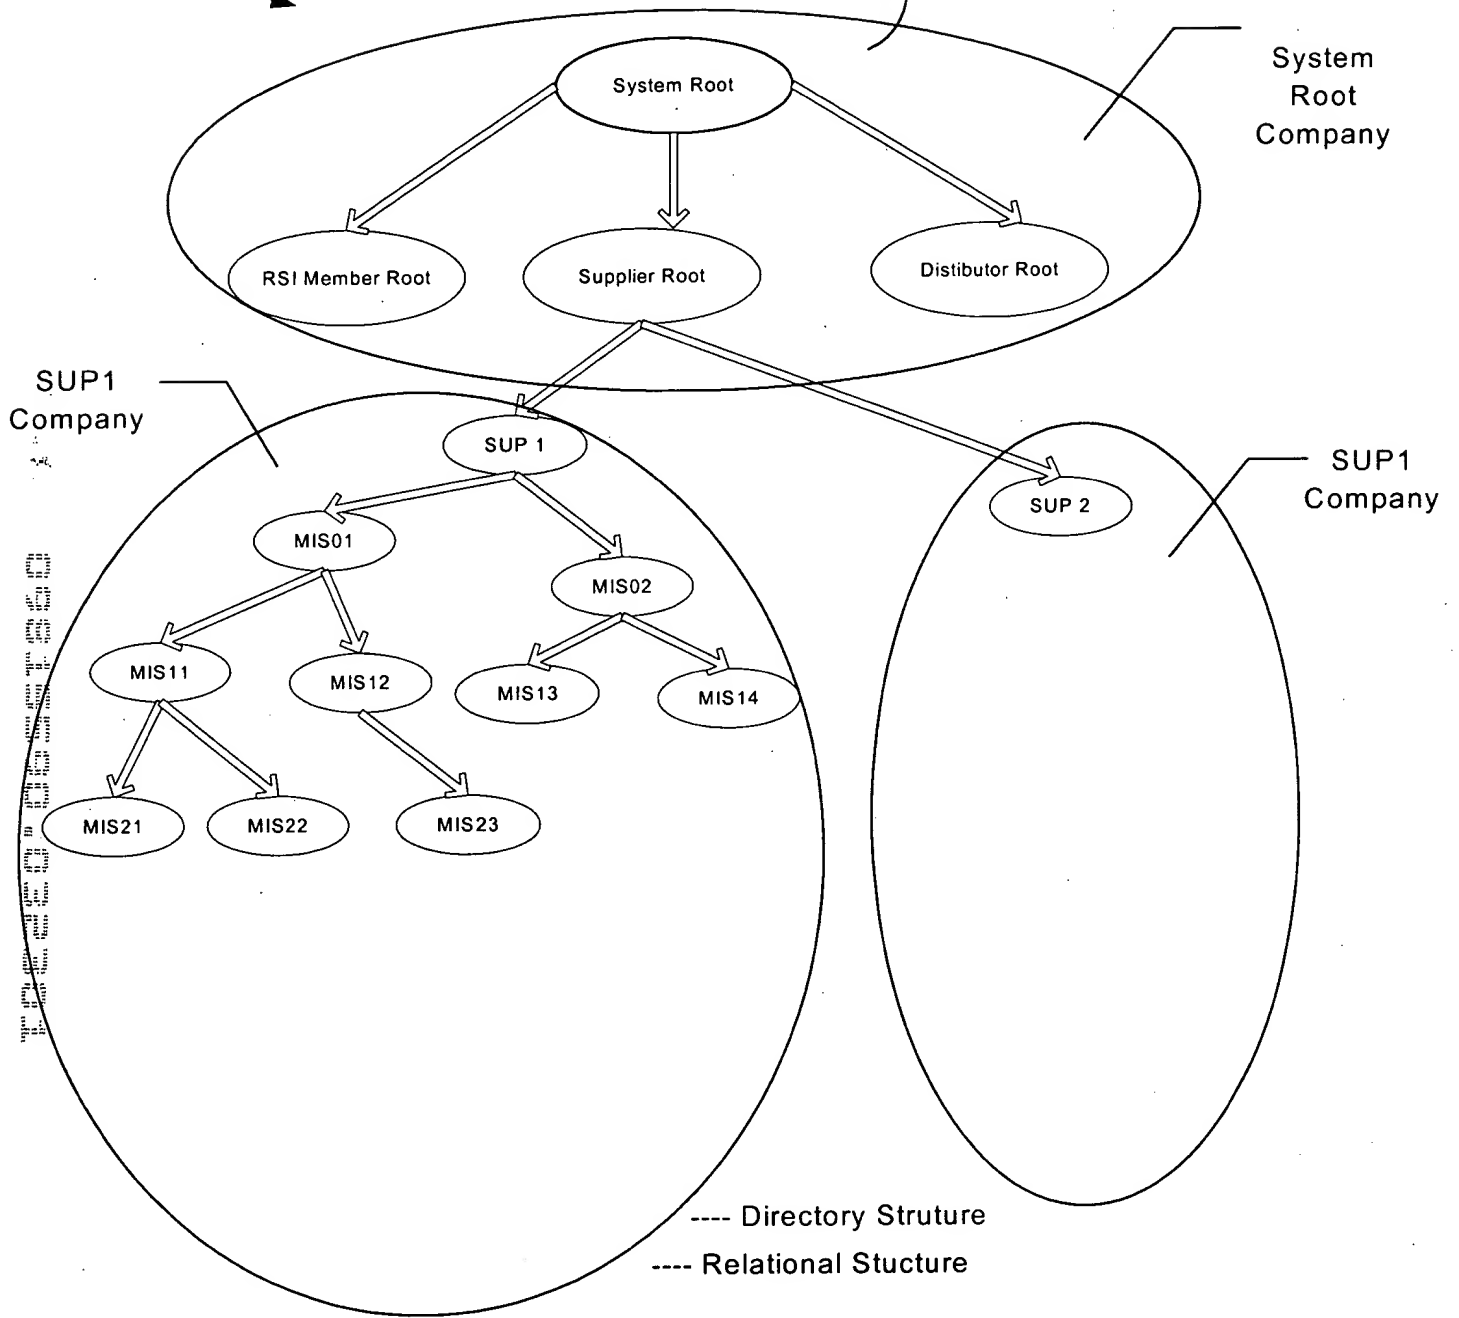 System Root
System
Root
Company
RSI Member Root
Supplier Root
Distibutor Root
SUP1
Company
SUP 1
SUP1
Company
SUP 2
MIS01
MIS02
MIS11
MIS12
MIS13
MIS14
MIS21
MIS22
MIS23
---- Directory Struture
---- Relational Stucture